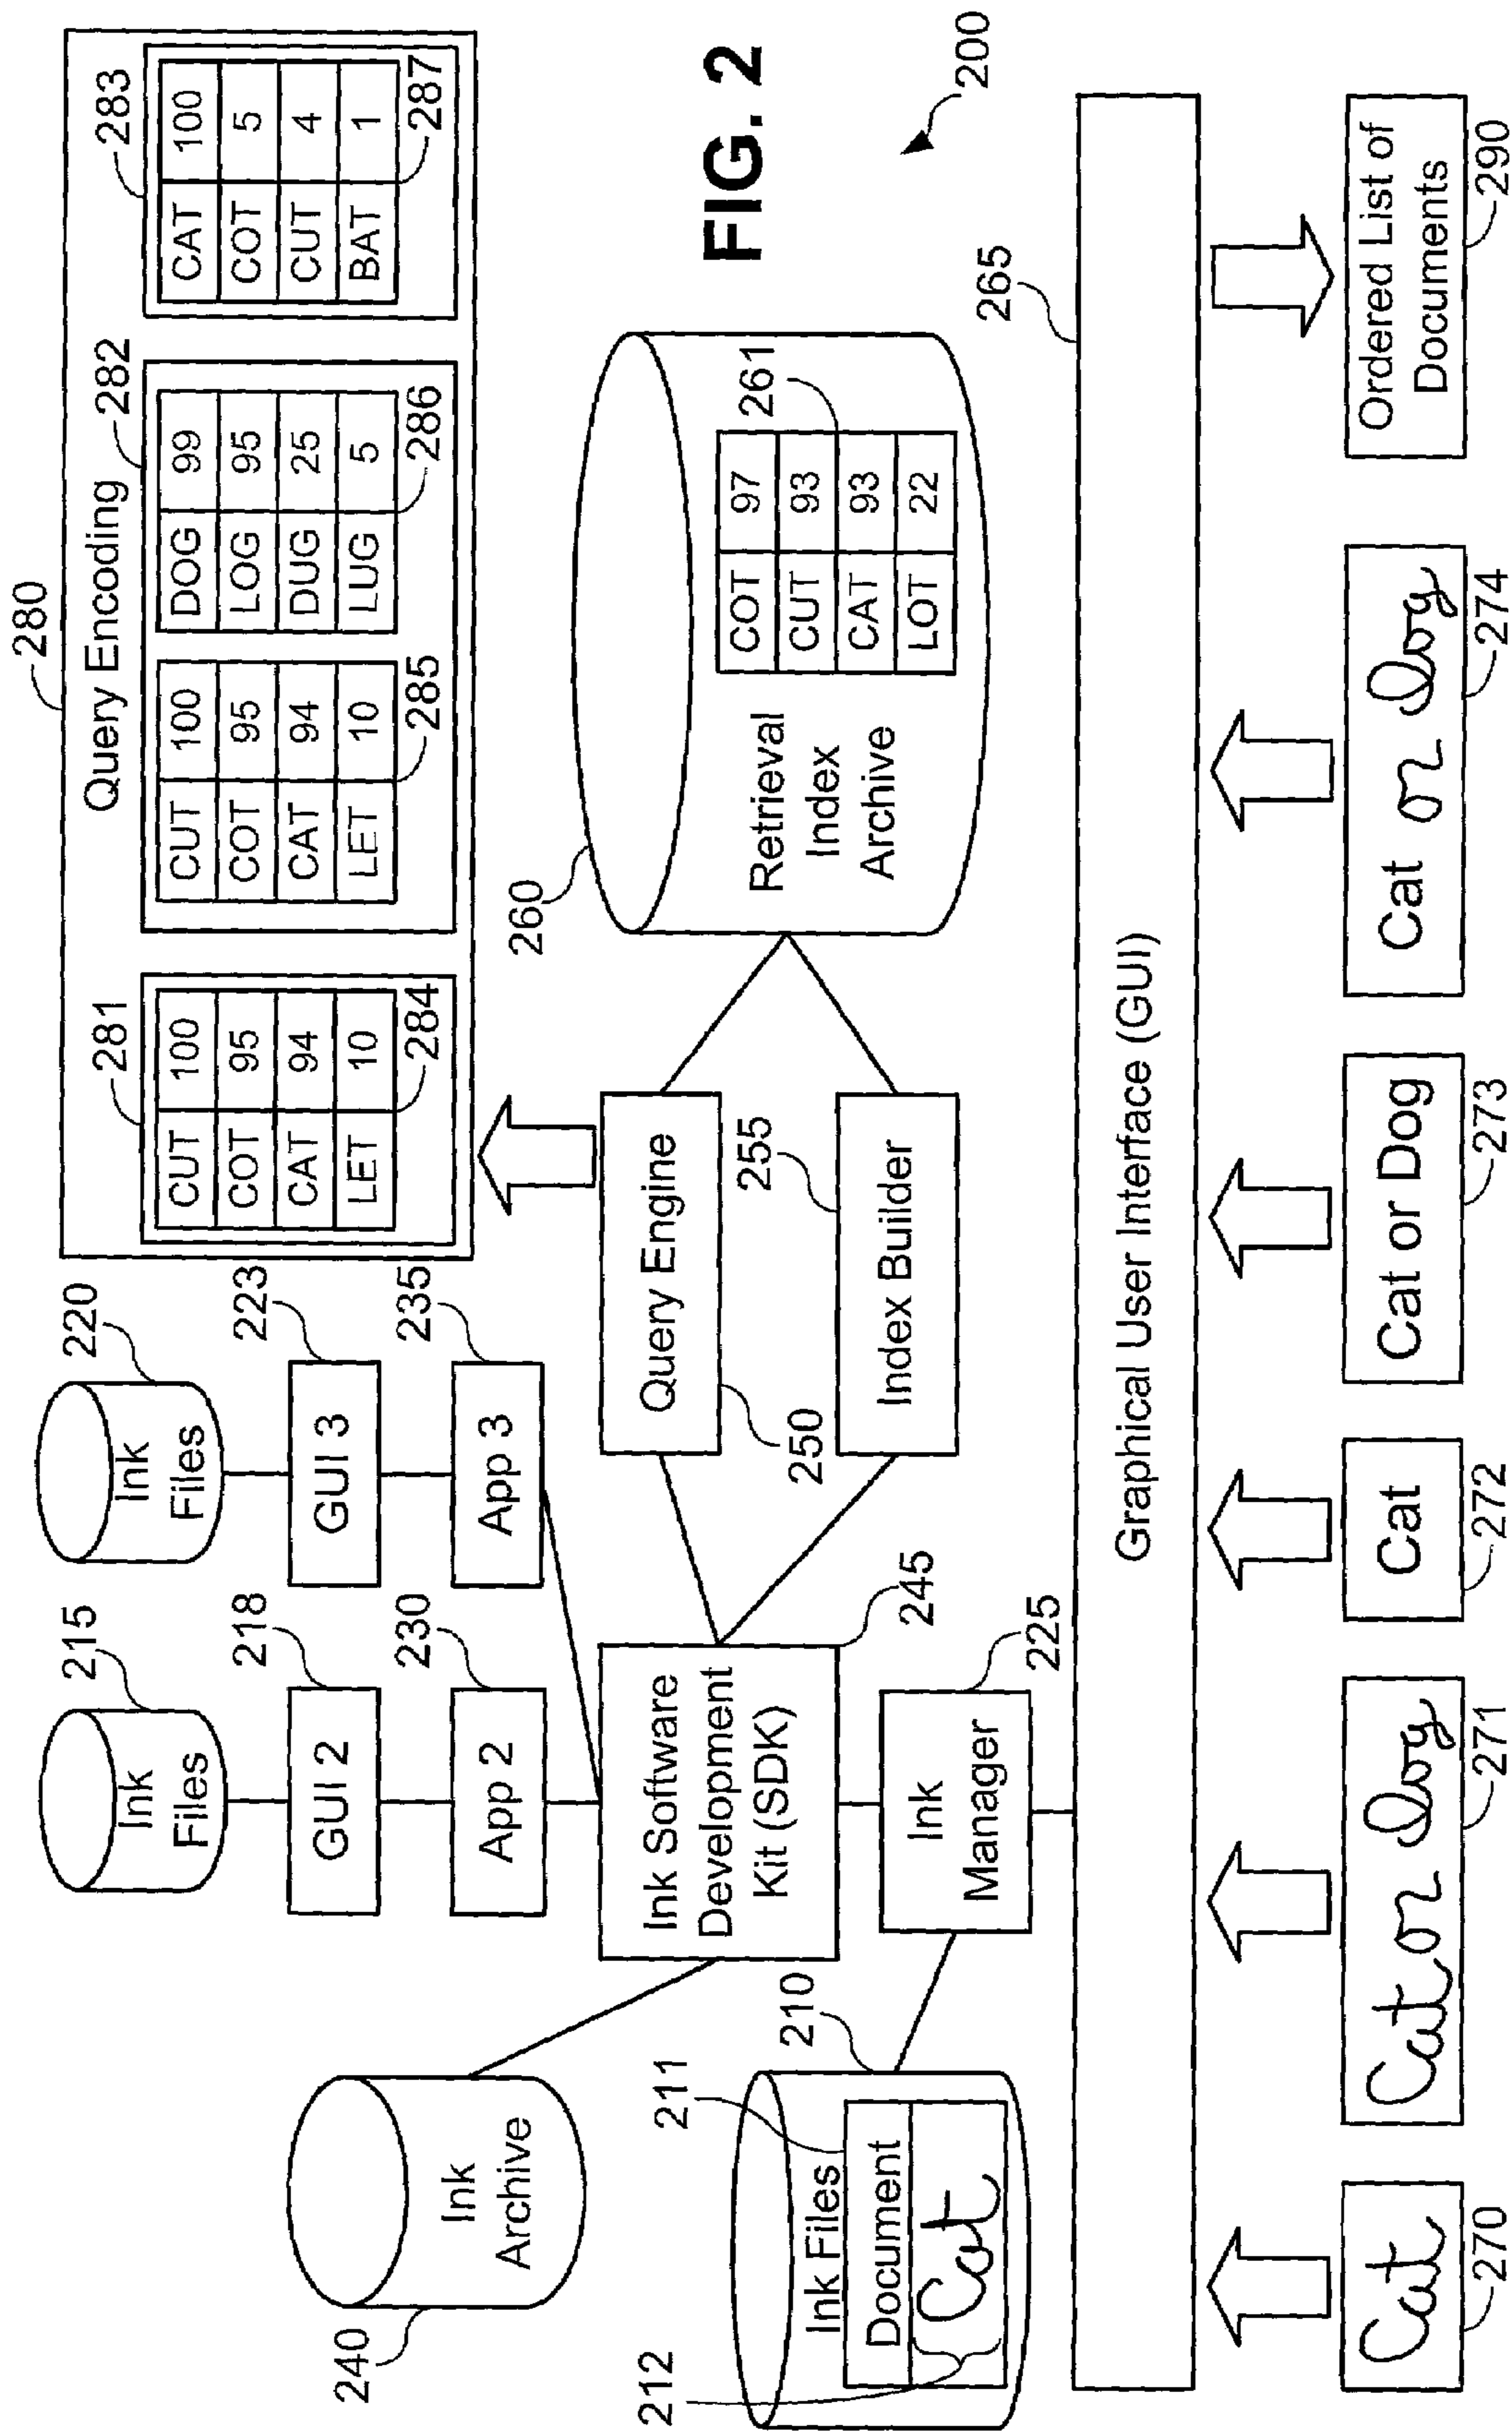 280
Query Encoding
281
CUT 100
COT 95
CAT 94
LET 10
284
282
CUT 100
COT 95
CAT 94
LET 10
285
DOG 99
LOG 95
DUG 25
LUG 5
286
283
CAT 100
COT 5
CUT 4
BAT 1
287
215
Ink
Files
218
GUI 2
230
App 2
220
Ink
Files
223
GUI 3
235
App 3
240
Ink
Archive
Ink Software
Development
Kit (SDK)
245
Query Engine
250
255
Index Builder
260
Retrieval
Index
Archive
COT 97
CUT 93
CAT 93
LOT 22
261
FIG. 2
200
210
211
212
Ink Files
Document
Cat
Ink
Manager
225
265
Graphical User Interface (GUI)
Cat
270
Cat or dog
271
Cat
272
Cat or Dog
273
Cat or dog
274
Ordered List of
Documents
290